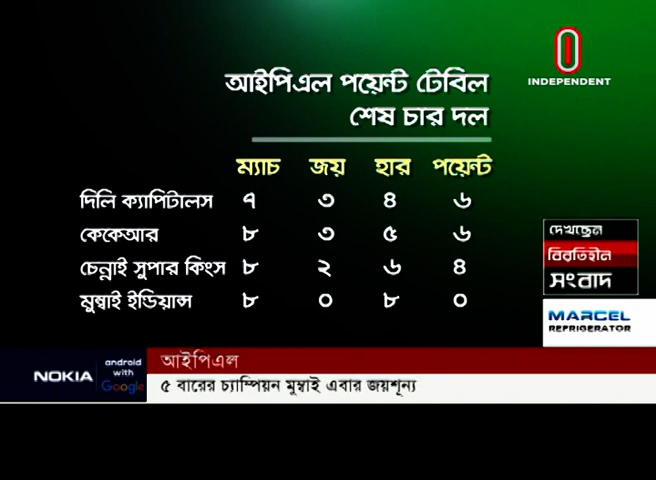 INDEPENDENT
আইপিএল পয়েন্ট টেবিল
শেষ চার দল
ম্যাচ জয় হার পয়েন্ট
দিলি ক্যাপিটালস ৭ ৩ ৪ ৬
কেকেআর ৮ ৩ ৫ ৬
চেন্নাই সুপার কিংস ৮ ২ ৬ ৪
মুম্বাই ইন্ডিয়ান্স ৮ ০ ৮ ০
দেখছেন
বিরতিহীন
সংবাদ
MARCEL
REFRIGERATOR
NOKIA android with Google
আইপিএল
৫ বারের চ্যাম্পিয়ন মুম্বাই এবার জয়শূন্য